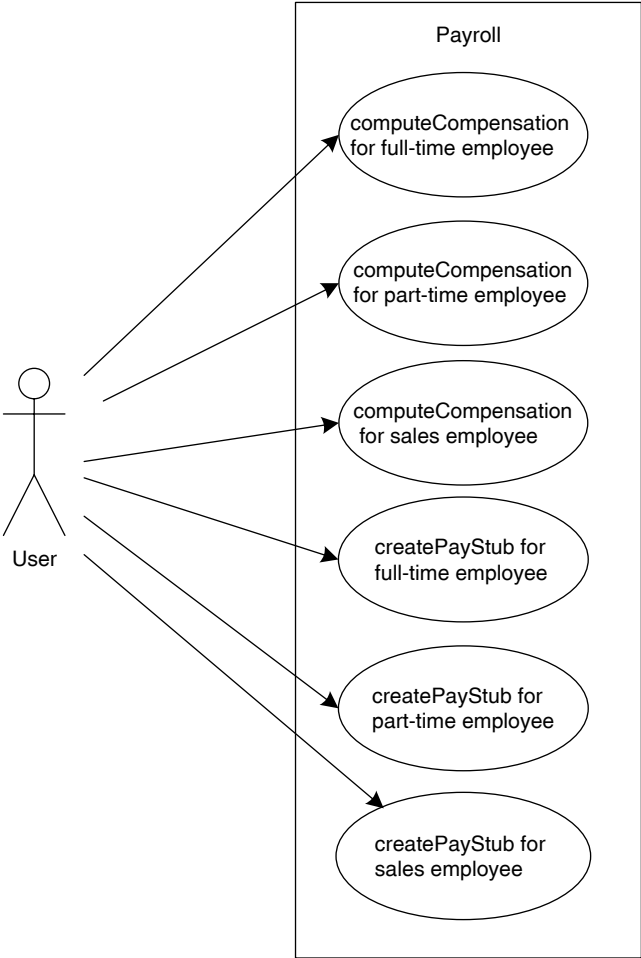 Payroll
computeCompensation
for full-time employee
computeCompensation
for part-time employee
computeCompensation
for sales employee
createPayStub for
full-time employee
User
createPayStub for
part-time employee
createPayStub for
sales employee